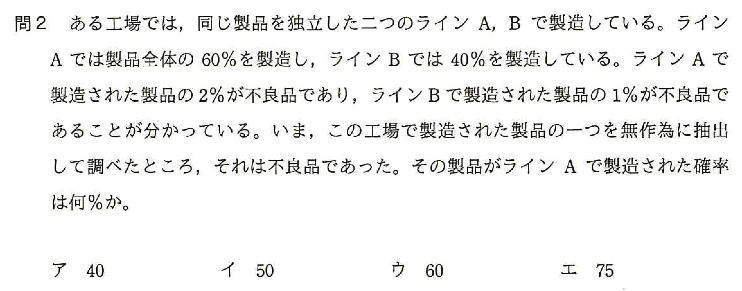 問2 ある工場では，同じ製品を独立した二つのライン A，B で製造している。ライン
A では製品全体の 60%を製造し，ライン B では 40%を製造している。ライン A で
製造された製品の 2%が不良品であり，ライン B で製造された製品の 1%が不良品で
あることが分かっている。いま，この工場で製造された製品の一つを無作為に抽出
して調べたところ，それは不良品であった。その製品がライン A で製造された確率
は何%か。
ア 40 イ 50 ウ 60 エ 75